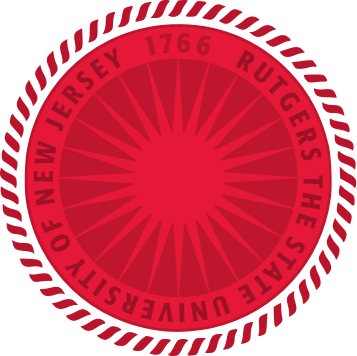 1766
RUTGERS THE STATE UNIVERSITY OF NEW JERSEY